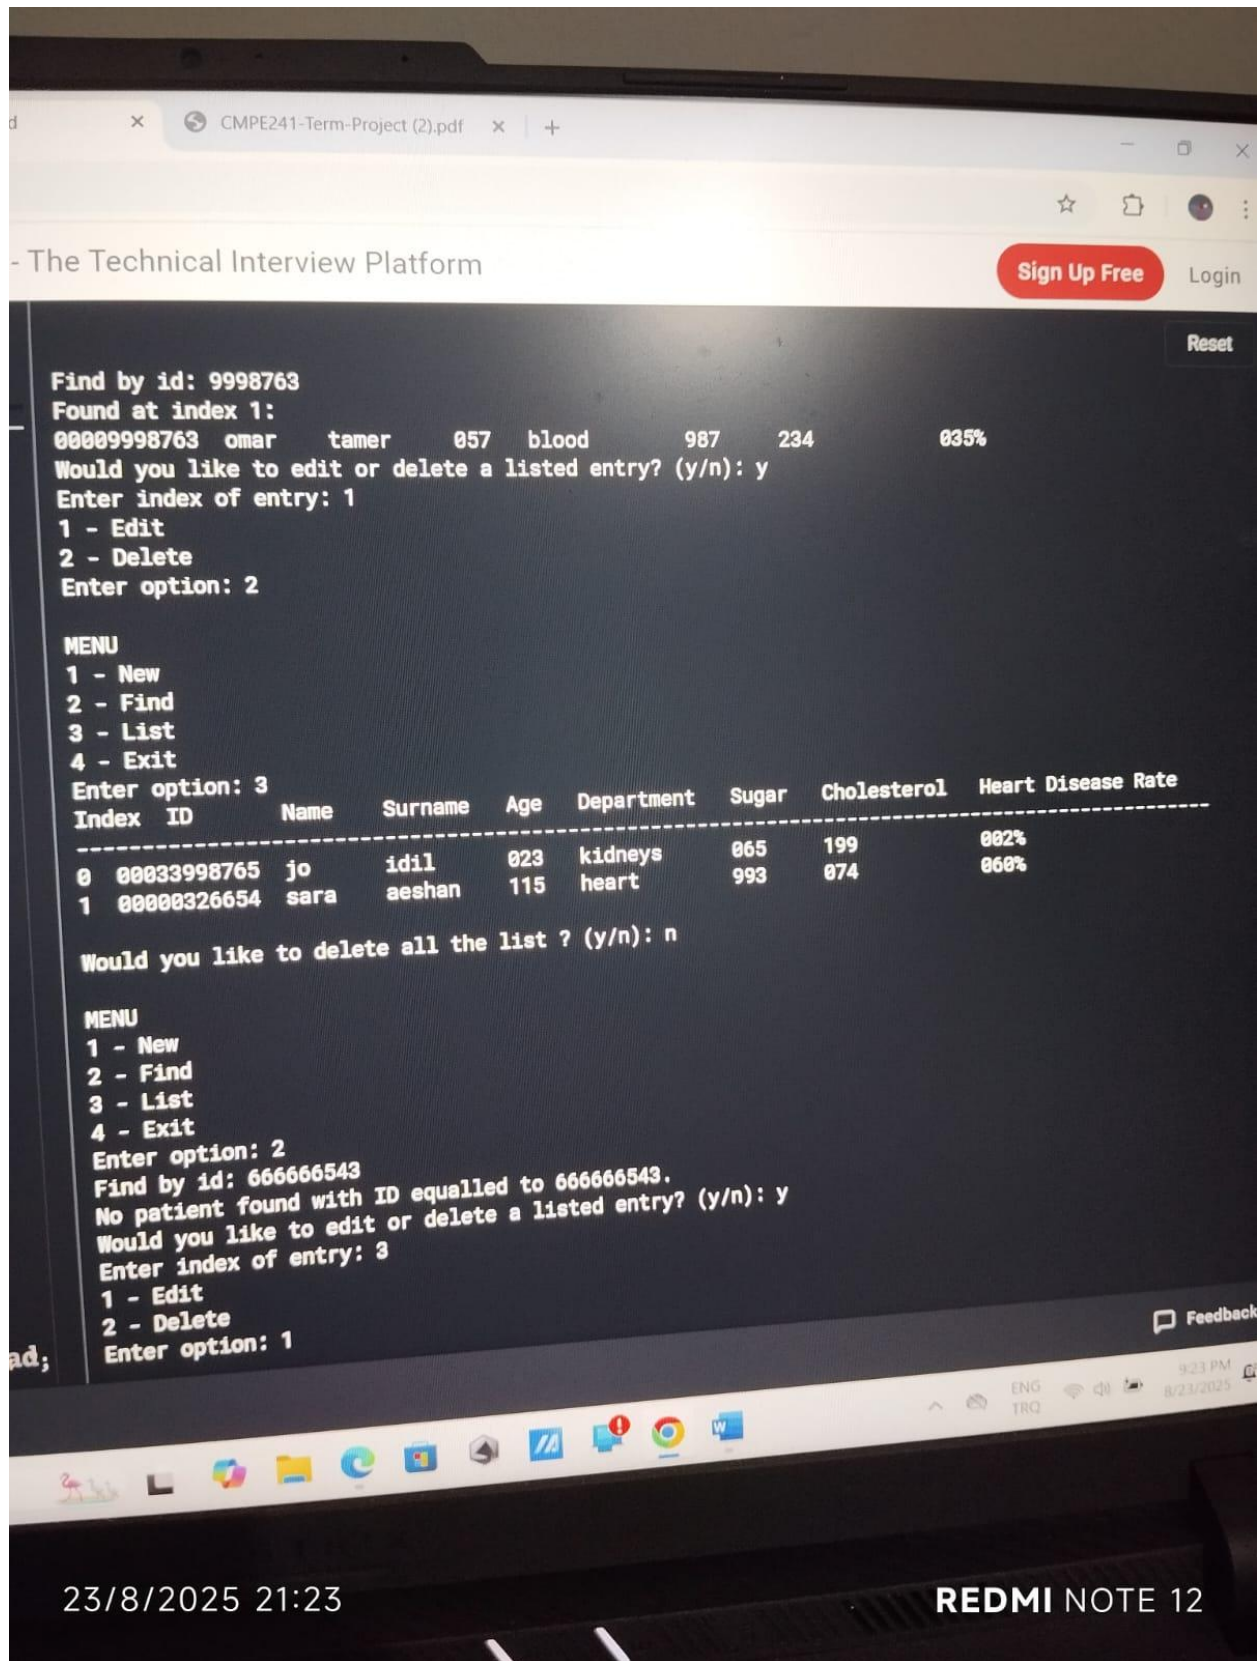 d
CMPE241-Term-Project (2).pdf
- The Technical Interview Platform
Sign Up Free
Login
Reset
Find by id: 9998763
Found at index 1:
00009998763 omar tamer 057 blood 987 234 035%
Would you like to edit or delete a listed entry? (y/n): y
Enter index of entry: 1
1 - Edit
2 - Delete
Enter option: 2
MENU
1 - New
2 - Find
3 - List
4 - Exit
Enter option: 3
Index ID Name Surname Age Department Sugar Cholesterol Heart Disease Rate
--------------------------------------------------------------------------------
0 00033998765 jo idil 023 kidneys 065 199 002%
1 00000326654 sara aeshan 115 heart 993 074 060%
Would you like to delete all the list ? (y/n): n
MENU
1 - New
2 - Find
3 - List
4 - Exit
Enter option: 2
Find by id: 666666543
No patient found with ID equalled to 666666543.
Would you like to edit or delete a listed entry? (y/n): y
Enter index of entry: 3
1 - Edit
2 - Delete
Enter option: 1
ad;
Feedback
ENG
TRQ
9:23 PM
8/23/2025
W
23/8/2025 21:23
REDMI NOTE 12